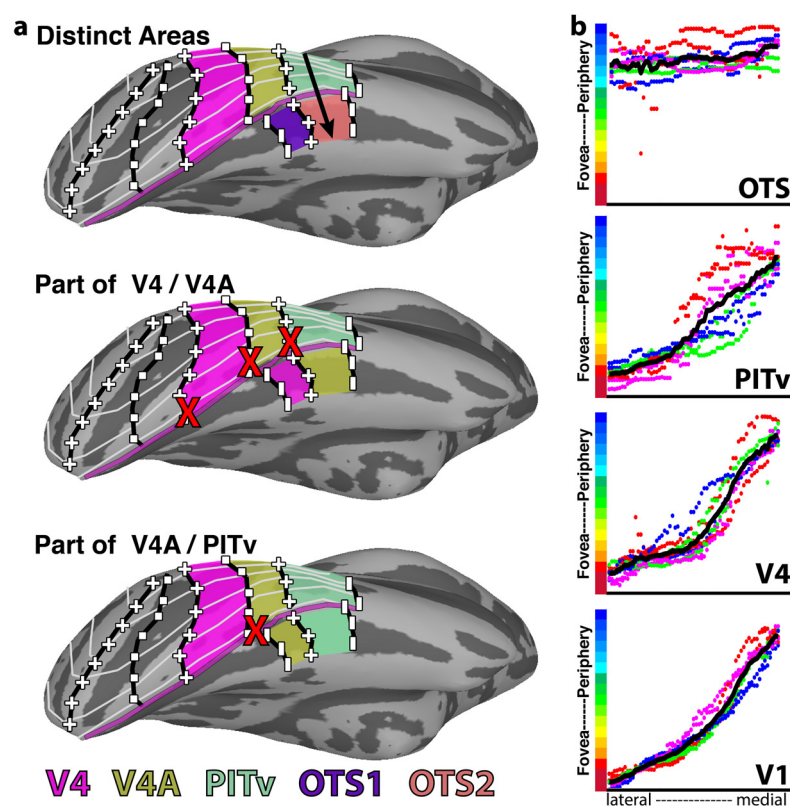 a
Distinct Areas
Part of V4 / V4A
X X X
Part of V4A / PITv
X
V4 V4A PITv OTS1 OTS2
b
Fovea------Periphery
OTS
Fovea------Periphery
PITv
Fovea------Periphery
V4
Fovea------Periphery
V1
lateral -------------- medial